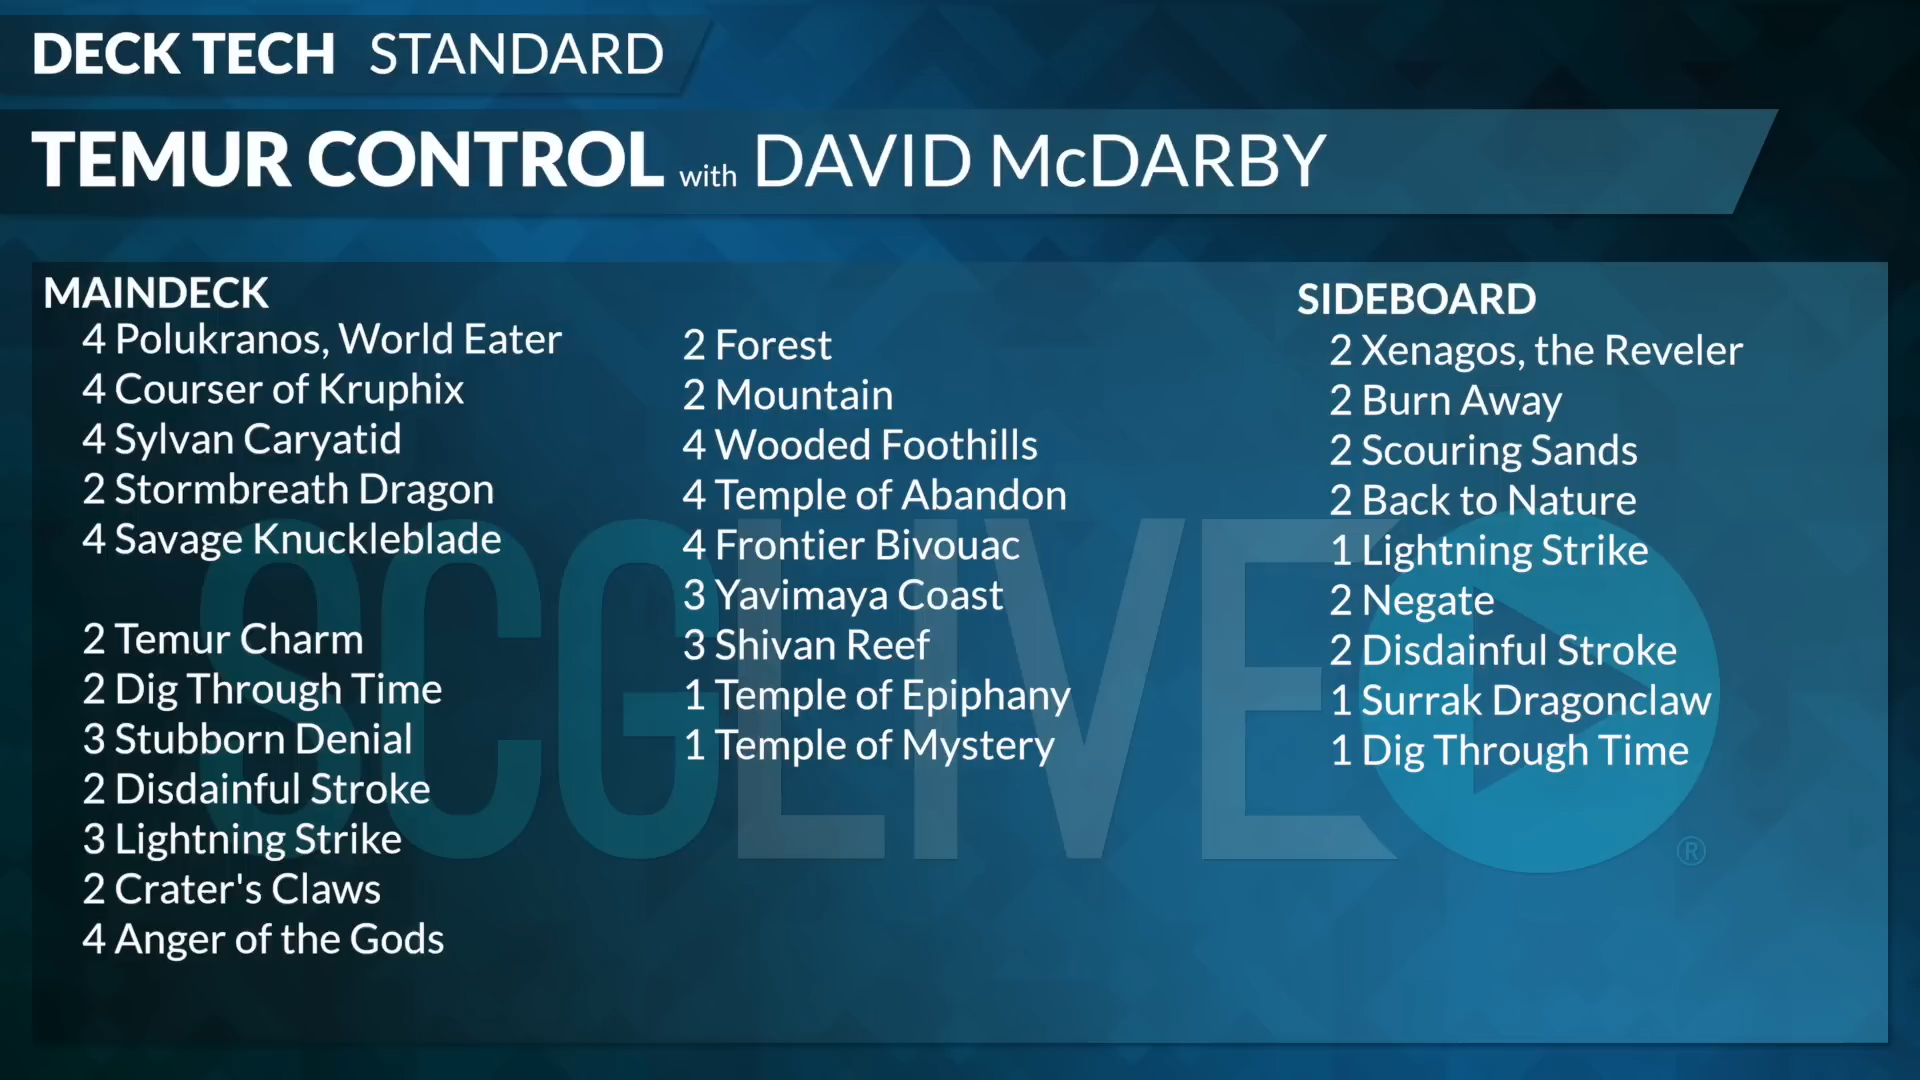 DECK TECH STANDARD
TEMUR CONTROL with DAVID McDARBY
MAINDECK
4 Polukranos, World Eater
4 Courser of Kruphix
4 Sylvan Caryatid
2 Stormbreath Dragon
4 Savage Knuckleblade
2 Temur Charm
2 Dig Through Time
3 Stubborn Denial
2 Disdainful Stroke
3 Lightning Strike
2 Crater's Claws
4 Anger of the Gods
2 Forest
2 Mountain
4 Wooded Foothills
4 Temple of Abandon
4 Frontier Bivouac
3 Yavimaya Coast
3 Shivan Reef
1 Temple of Epiphany
1 Temple of Mystery
SIDEBOARD
2 Xenagos, the Reveler
2 Burn Away
2 Scouring Sands
2 Back to Nature
1 Lightning Strike
2 Negate
2 Disdainful Stroke
1 Surrak Dragonclaw
1 Dig Through Time
SCGLIVE ®